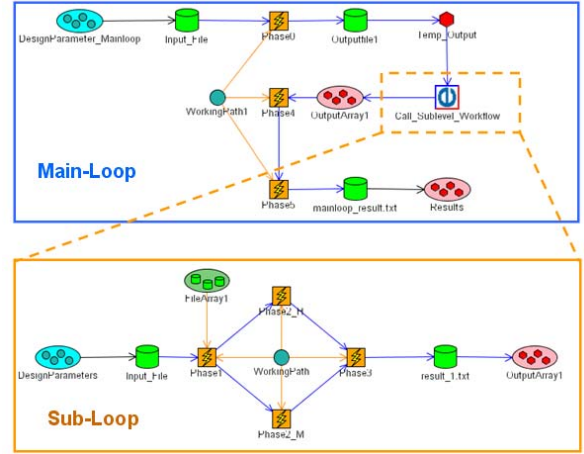 DesignParameter_Mainloop
Input_File
Phase0
Outputfile1
Temp_Output
WorkingPath1
Phase4
OutputArray1
Call_Sublevel_Workflow
Main-Loop
Phase5
mainloop_result.txt
Results
FileArray1
Phase2_H
DesignParameters
Input_File
Phase1
WorkingPath
Phase3
result_1.txt
OutputArray1
Sub-Loop
Phase2_M